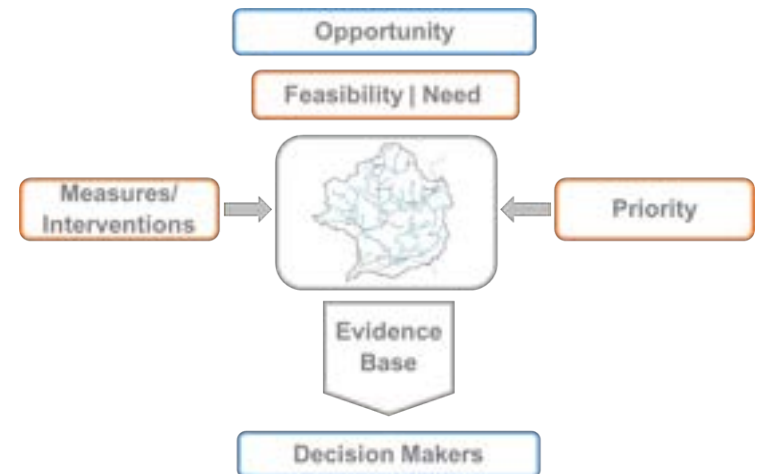 Opportunity
Feasibility | Need
Measures/
Interventions
Priority
Evidence
Base
Decision Makers